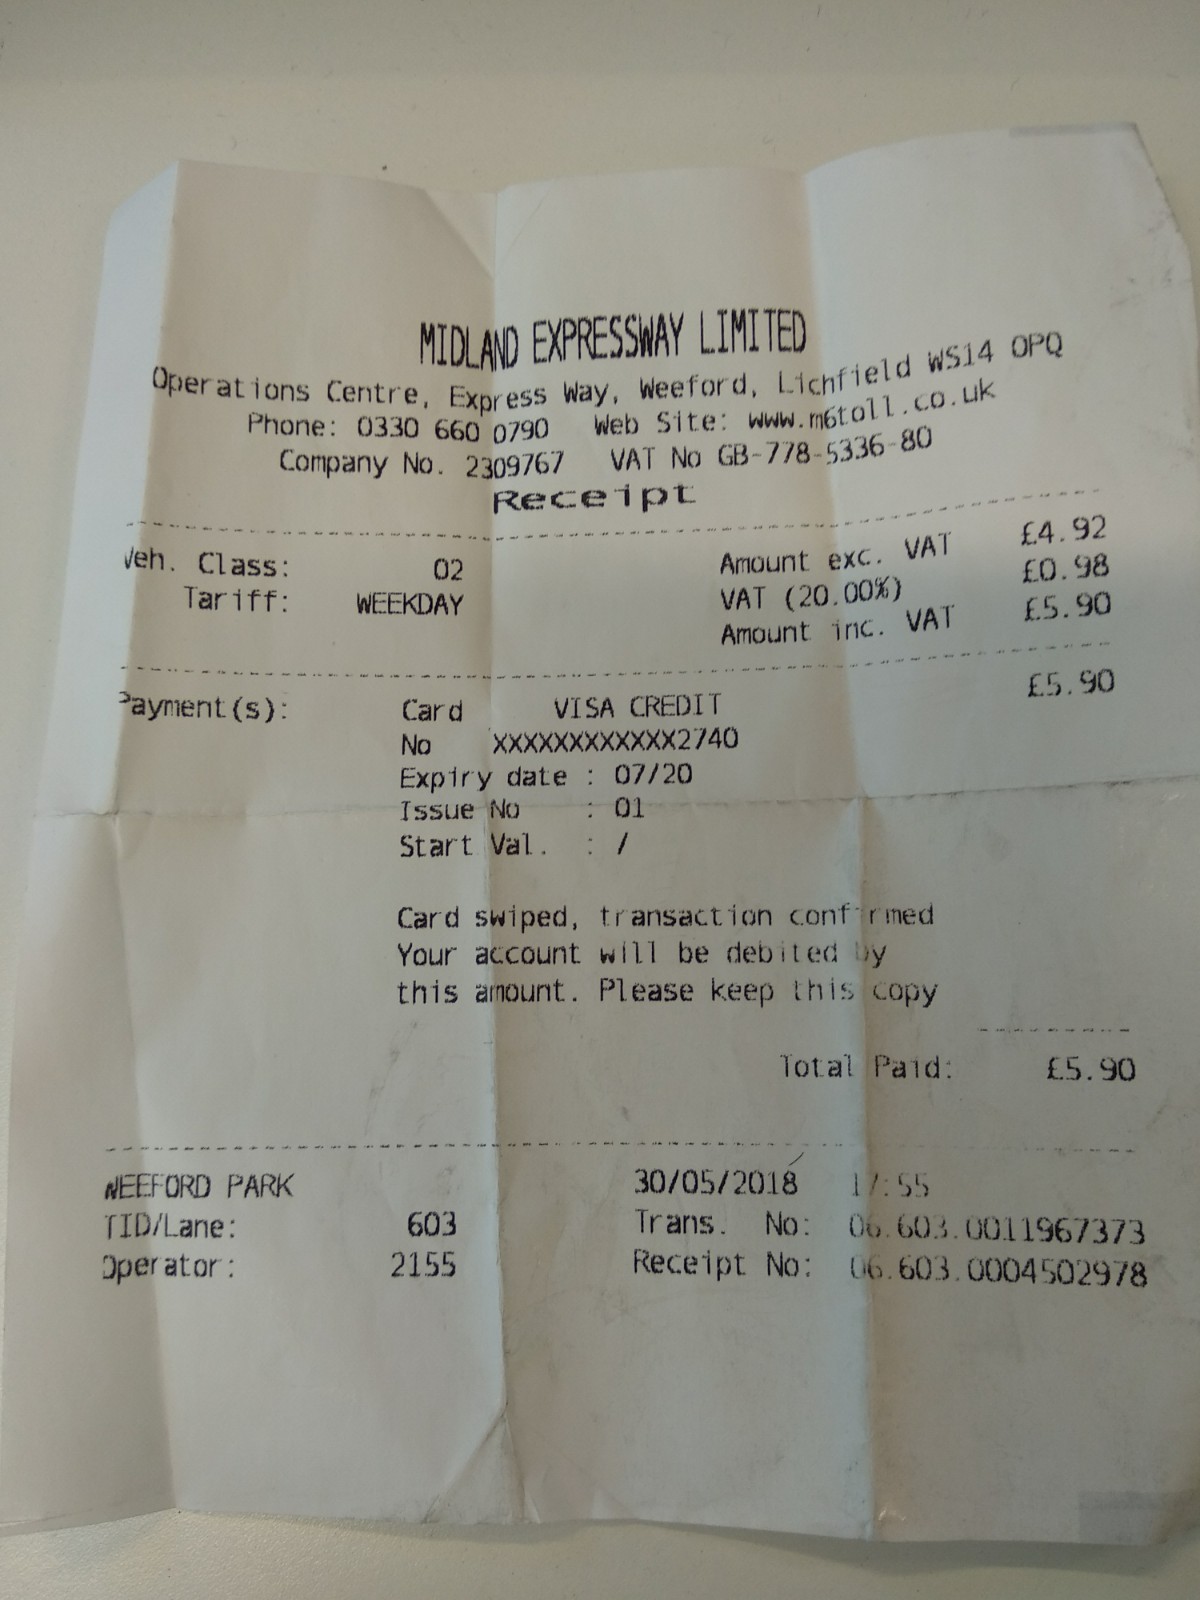 MIDLAND EXPRESSWAY LIMITED
Operations Centre, Express Way, Weeford, Lichfield WS14 0PQ
Phone: 0330 660 0790 Web Site: www.m6toll.co.uk
Company No. 2309767 VAT No GB-778-5336-80
Receipt
Veh. Class: 02 Amount exc. VAT £4.92
Tariff: WEEKDAY VAT (20.00%) £0.98
Amount inc. VAT £5.90
Payment(s): Card VISA CREDIT £5.90
No XXXXXXXXXXXX2740
Expiry date : 07/20
Issue No : 01
Start Val. : /
Card swiped, transaction confirmed
Your account will be debited by
this amount. Please keep this copy
Total Paid: £5.90
WEEFORD PARK 30/05/2018 17:55
TID/Lane: 603 Trans. No: 06.603.0011967373
Operator: 2155 Receipt No: 06.603.0004502978